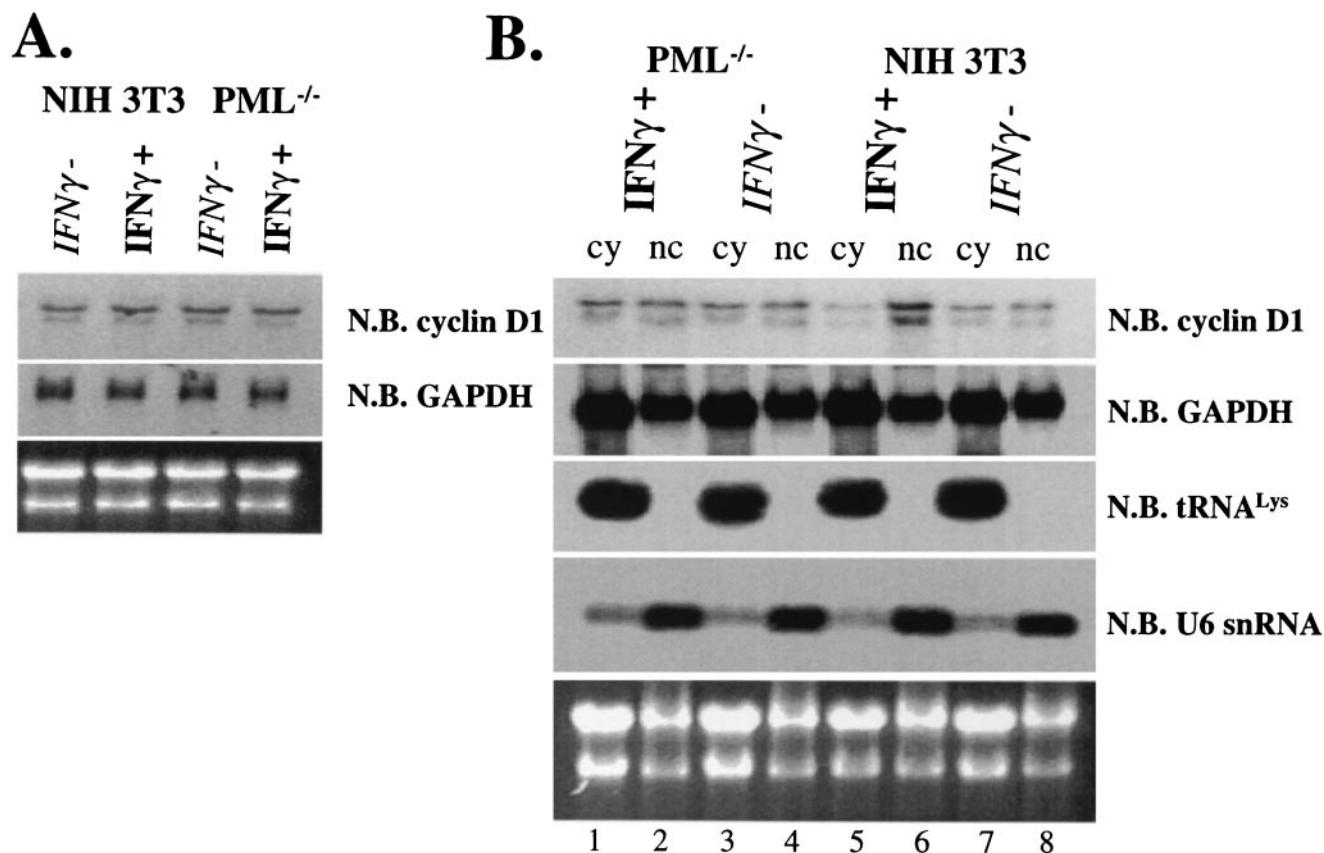 A.
NIH 3T3 PML-/-
IFNγ - IFNγ + IFNγ - IFNγ +
N.B. cyclin D1
N.B. GAPDH
B.
PML-/- NIH 3T3
IFNγ + IFNγ - IFNγ + IFNγ -
cy nc cy nc cy nc cy nc
N.B. cyclin D1
N.B. GAPDH
N.B. tRNALys
N.B. U6 snRNA
1 2 3 4 5 6 7 8